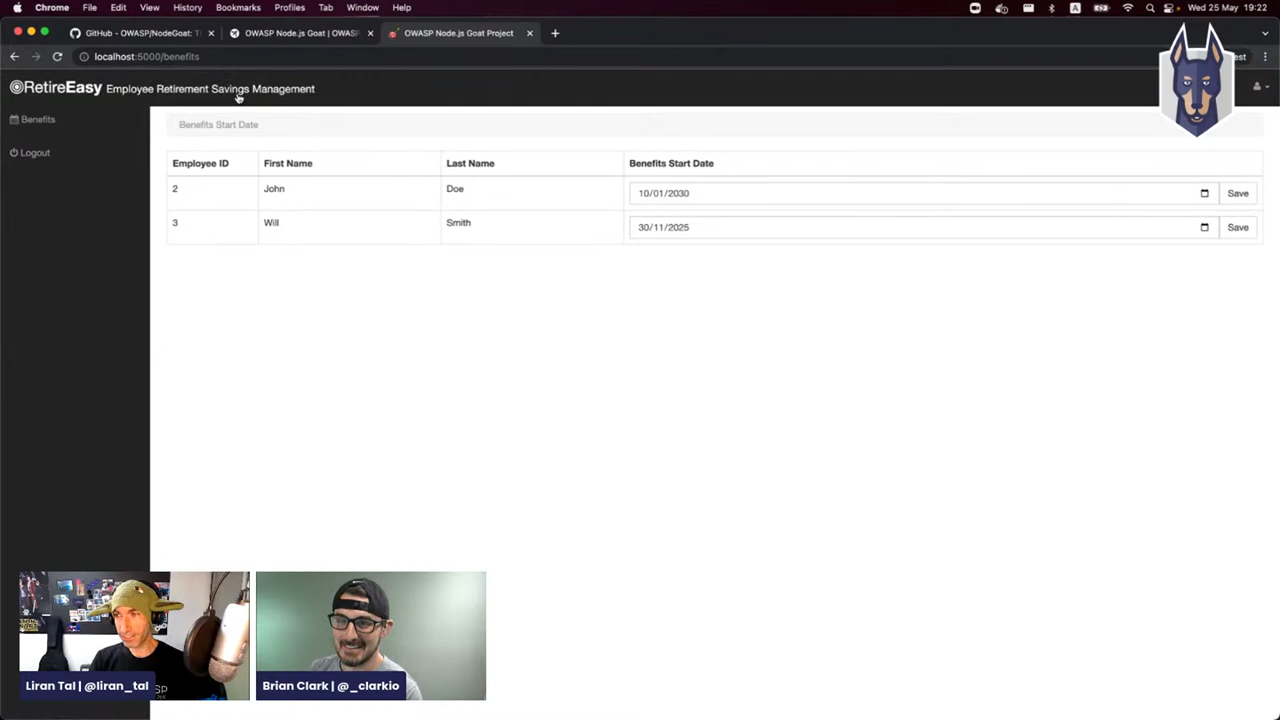 Chrome File Edit View History Bookmarks Profiles Tab Window Help
A Wed 25 May 19:22
GitHub - OWASP/NodeGoat: T
OWASP Node.js Goat | OWASP
OWASP Node.js Goat Project
localhost:5000/benefits
RetireEasy Employee Retirement Savings Management
Benefits
Logout
Benefits Start Date
Employee ID First Name Last Name Benefits Start Date
2 John Doe 10/01/2030 Save
3 Will Smith 30/11/2025 Save
Liran Tal | @liran_tal
Brian Clark | @_clarkio